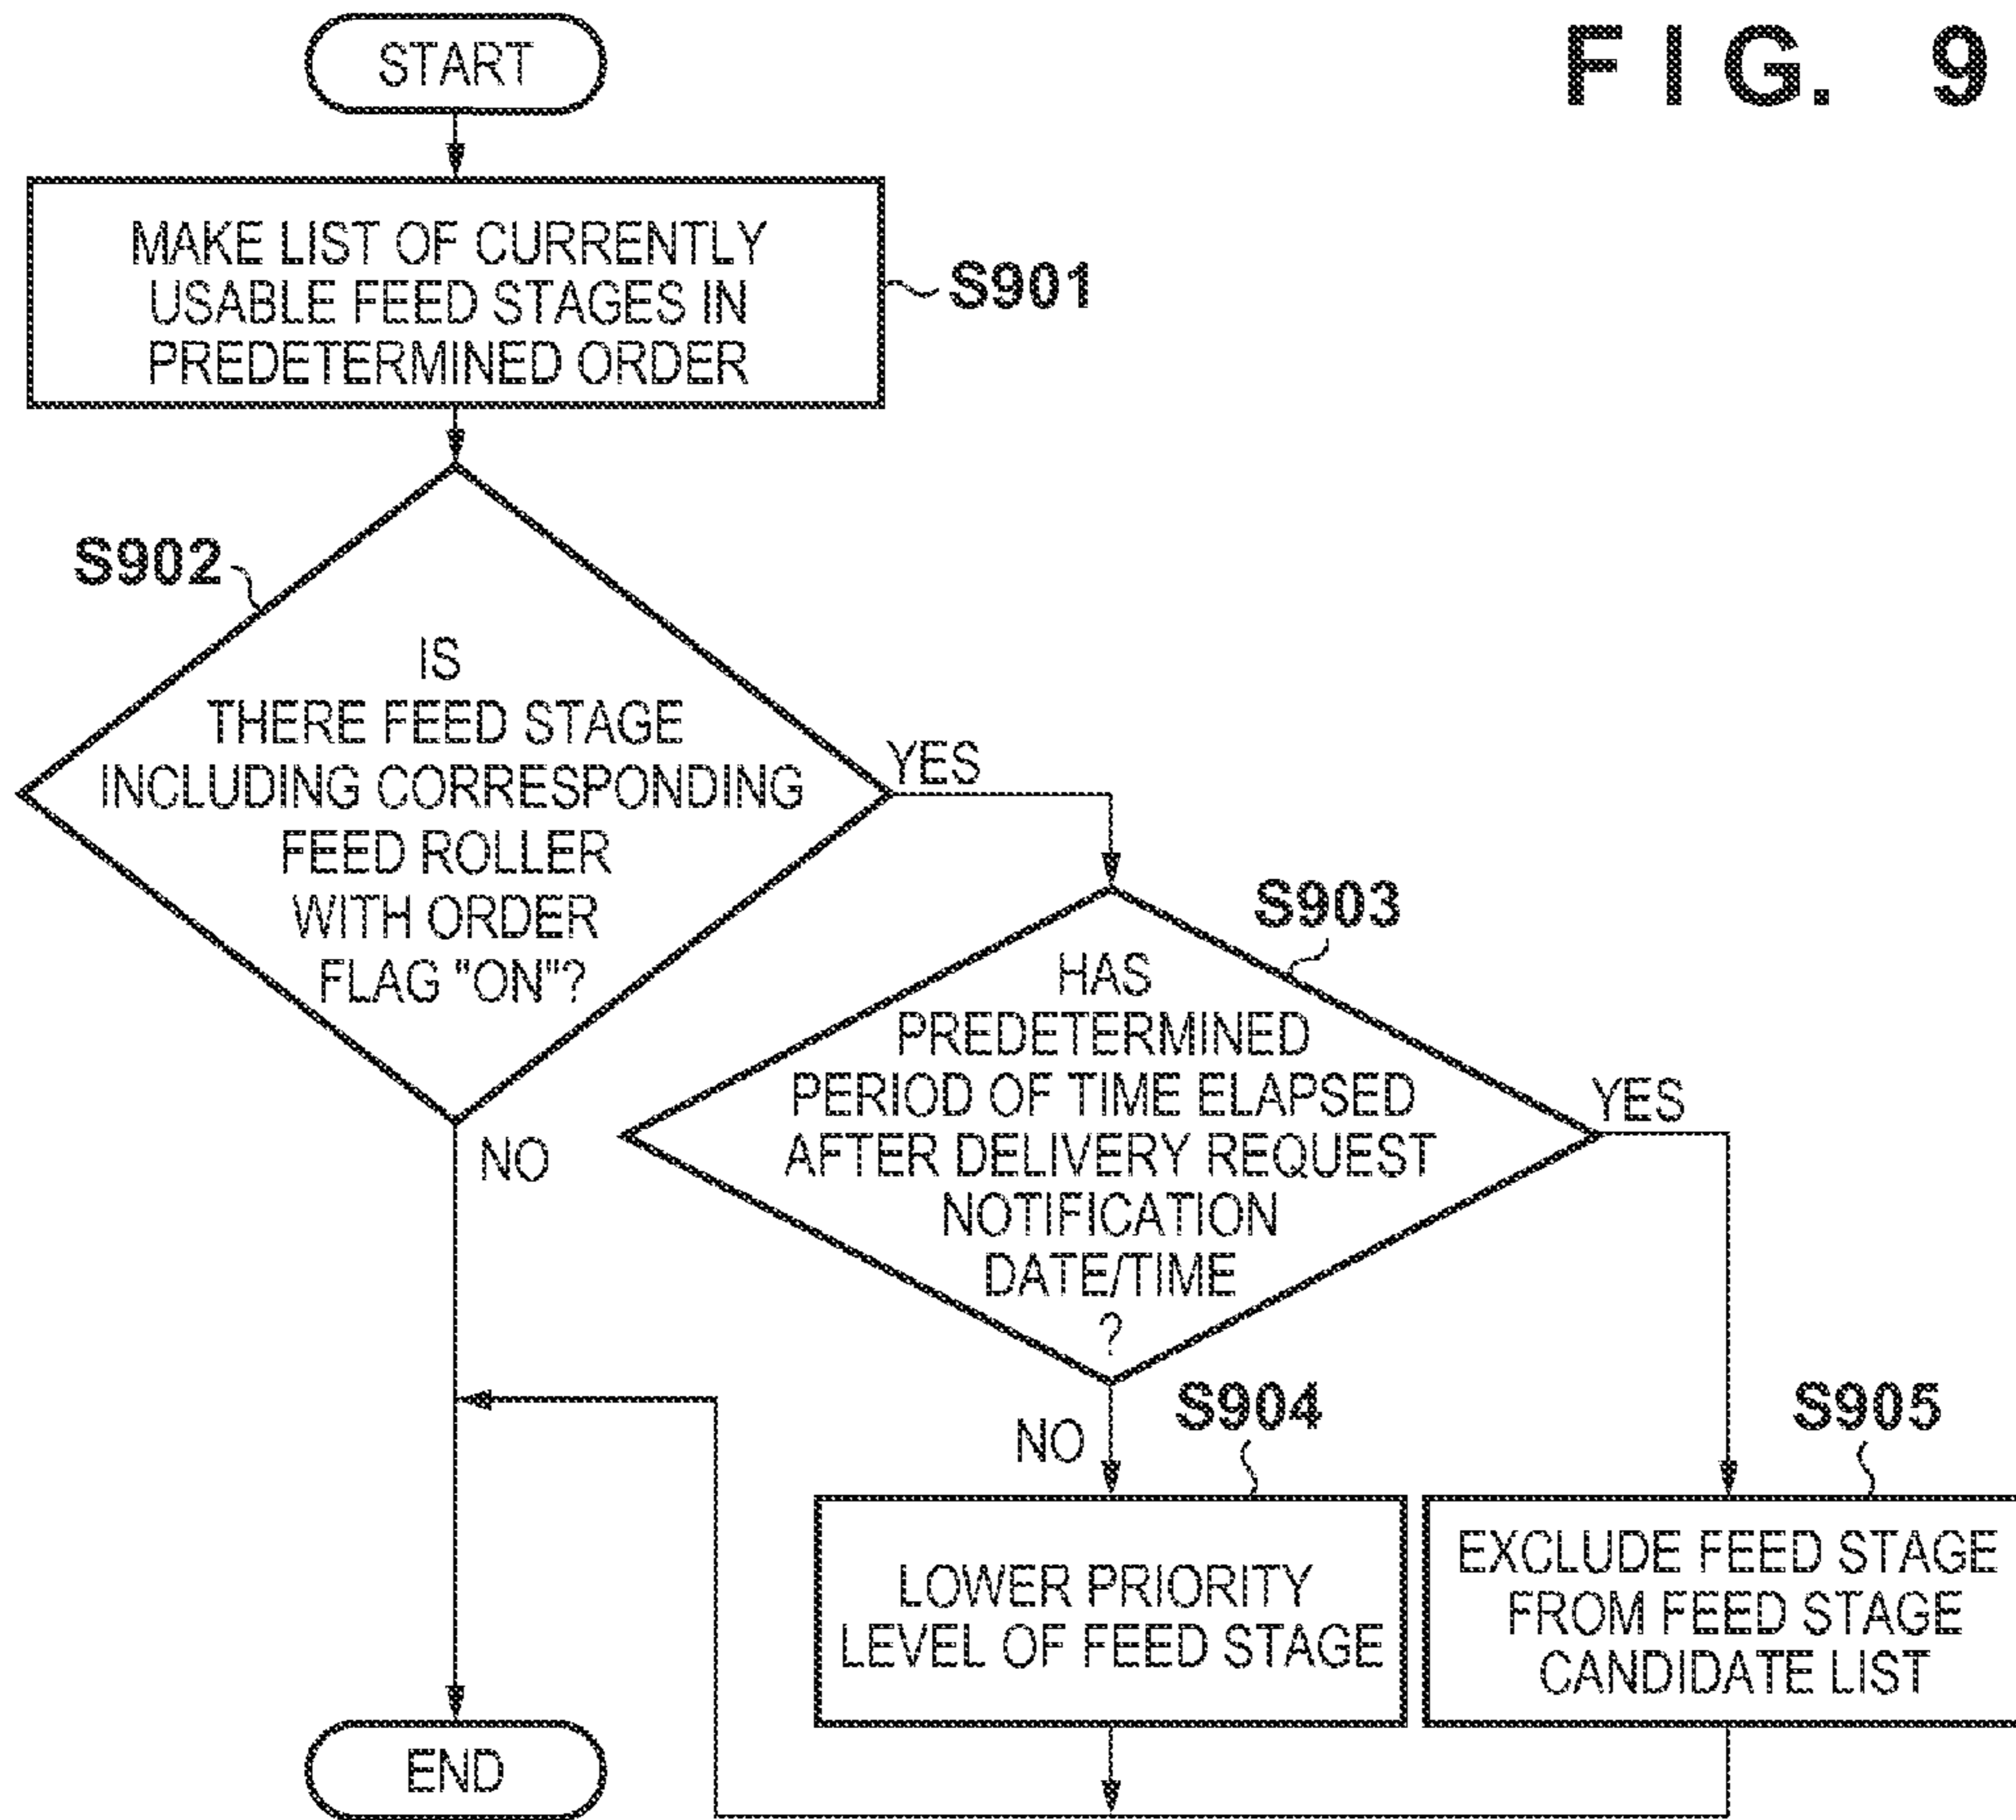 FIG. 9
START
MAKE LIST OF CURRENTLY
USABLE FEED STAGES IN
PREDETERMINED ORDER
S901
S902
IS
THERE FEED STAGE
INCLUDING CORRESPONDING
FEED ROLLER
WITH ORDER
FLAG "ON"?
YES
NO
S903
HAS
PREDETERMINED
PERIOD OF TIME ELAPSED
AFTER DELIVERY REQUEST
NOTIFICATION
DATE/TIME
?
YES
NO
S904
LOWER PRIORITY
LEVEL OF FEED STAGE
S905
EXCLUDE FEED STAGE
FROM FEED STAGE
CANDIDATE LIST
END